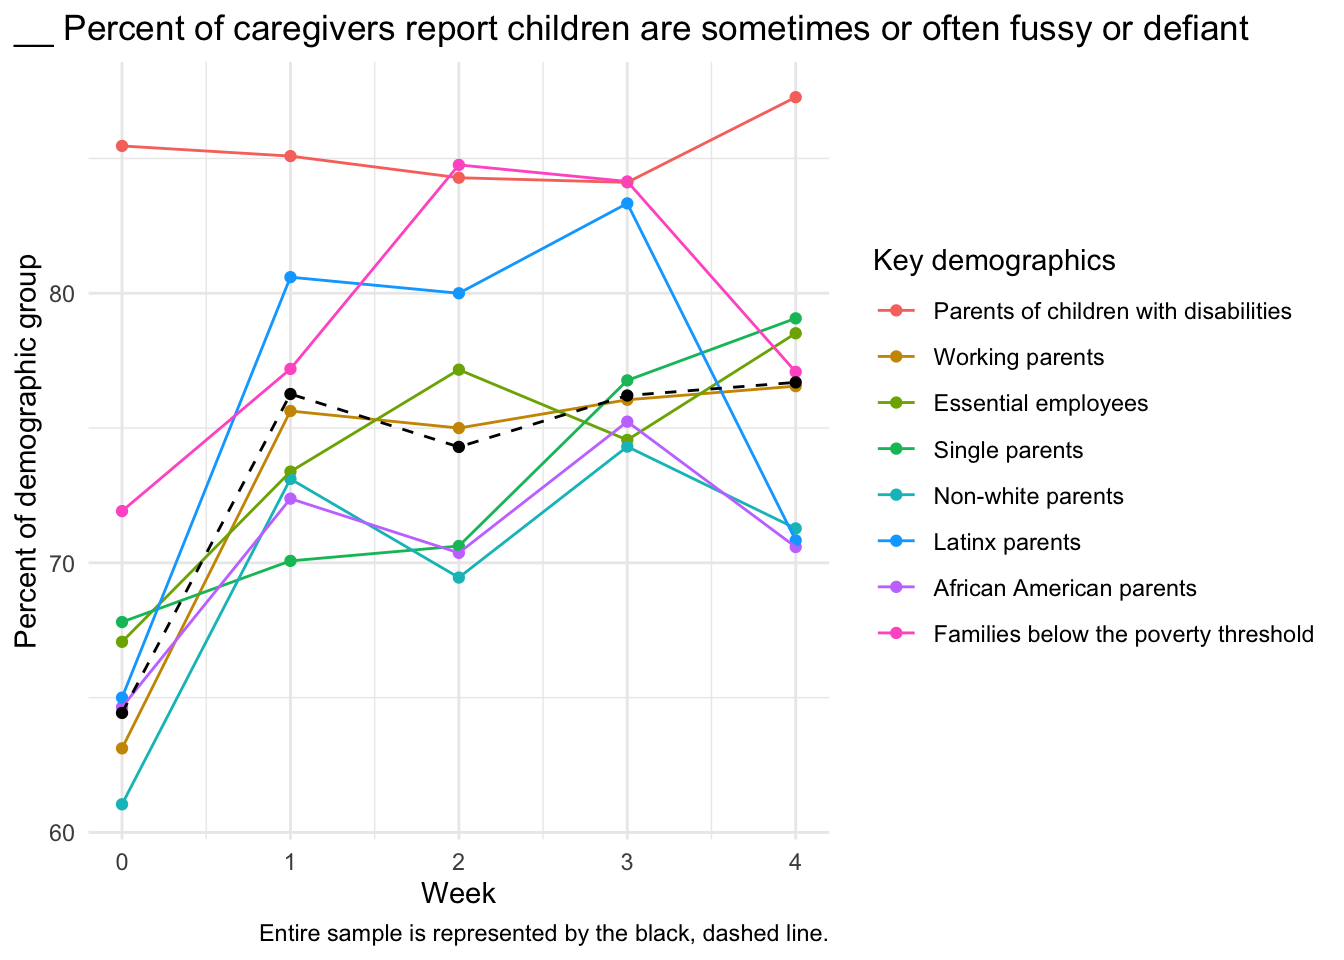 __ Percent of caregivers report children are sometimes or often fussy or defiant
Percent of demographic group
80
70
60
0 1 2 3 4
Week
Key demographics
Parents of children with disabilities
Working parents
Essential employees
Single parents
Non-white parents
Latinx parents
African American parents
Families below the poverty threshold
Entire sample is represented by the black, dashed line.